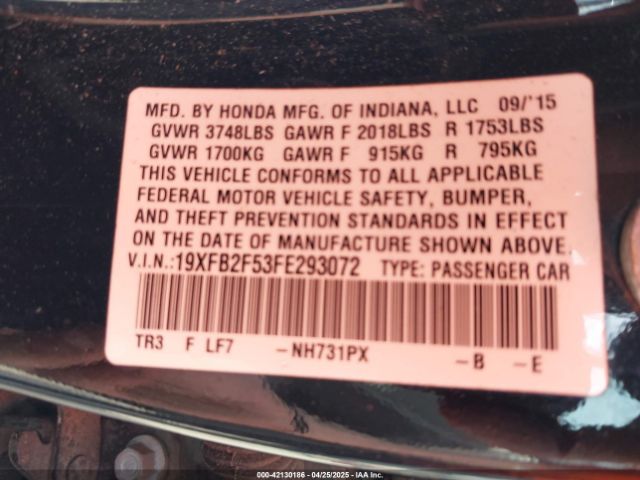 MFD. BY HONDA MFG. OF INDIANA, LLC 09/'15
GVWR 3748LBS GAWR F 2018LBS R 1753LBS
GVWR 1700KG GAWR F 915KG R 795KG
THIS VEHICLE CONFORMS TO ALL APPLICABLE
FEDERAL MOTOR VEHICLE SAFETY, BUMPER,
AND THEFT PREVENTION STANDARDS IN EFFECT
ON THE DATE OF MANUFACTURE SHOWN ABOVE.
V.I.N.:19XFB2F53FE293072 TYPE: PASSENGER CAR
TR3 F LF7 -NH731PX -B -E
000-42130186 - 04/25/2025 - IAA Inc.